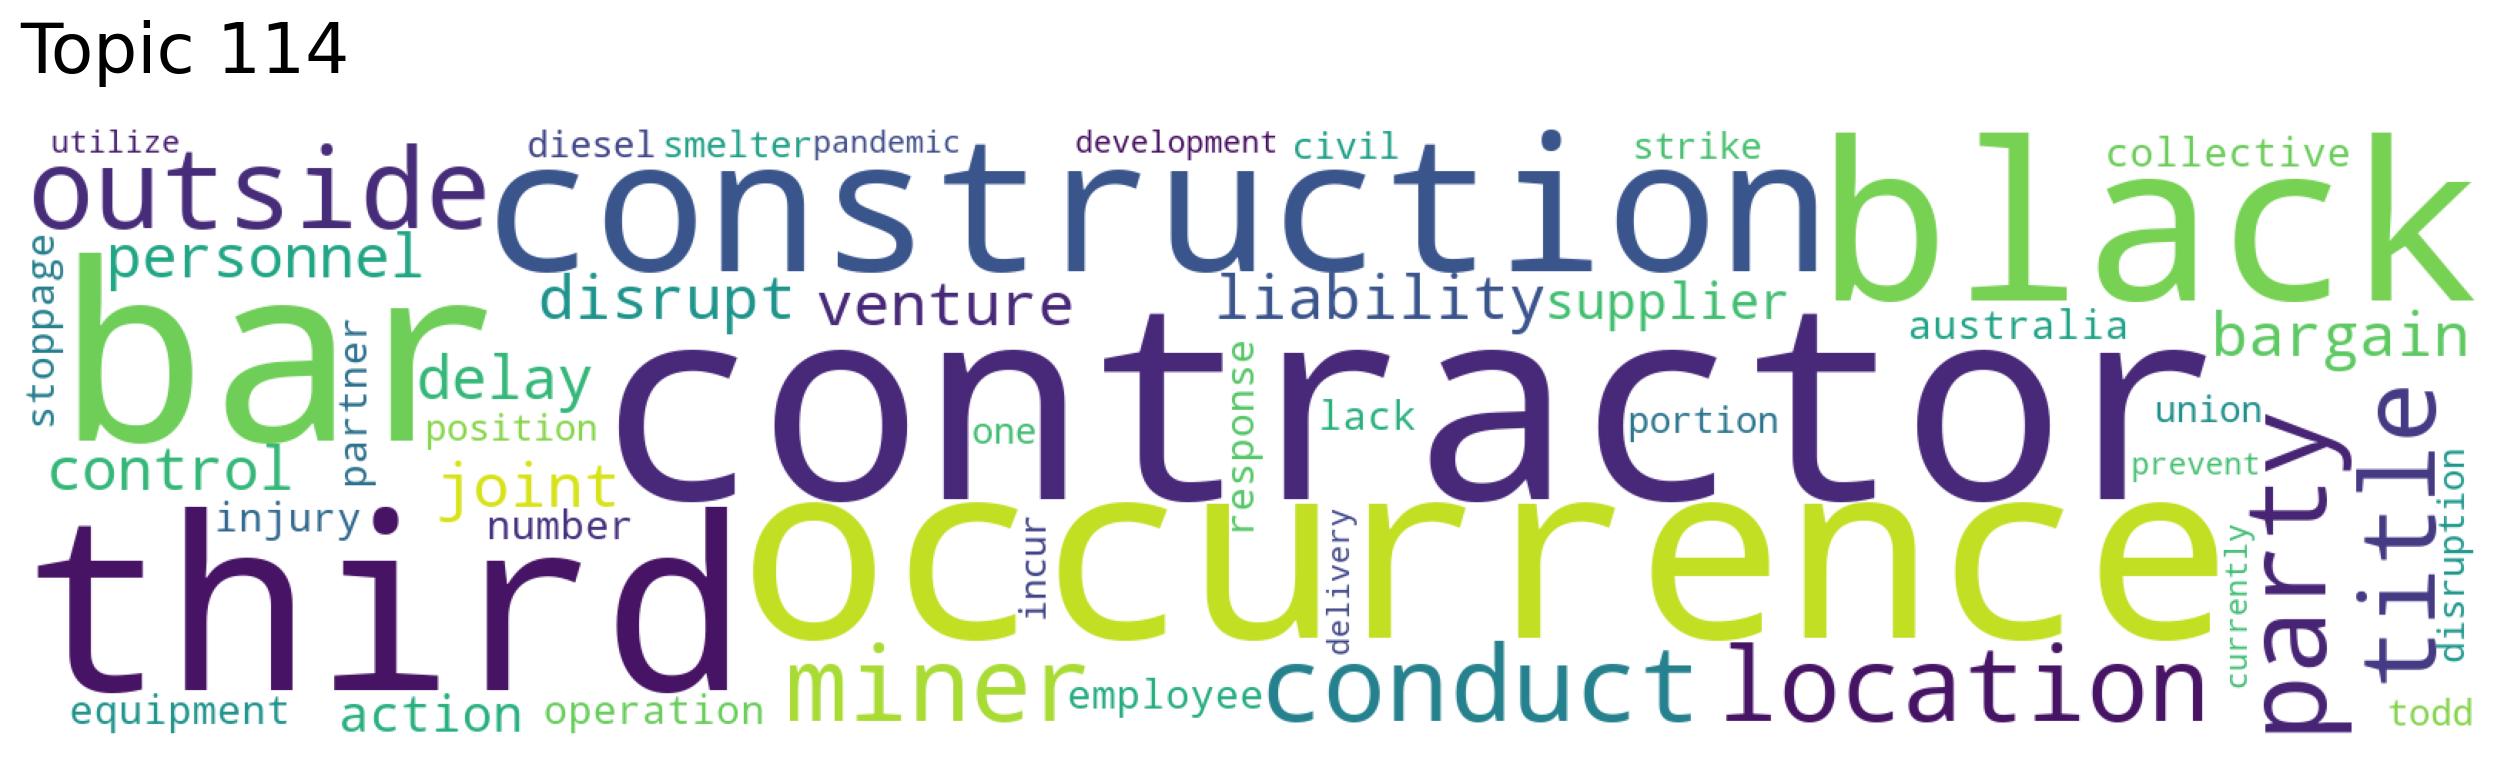 Topic 114
utilize
diesel
smelter
pandemic
development
civil
strike
collective
outside
construction
black
personnel
stoppage
bar
disrupt
venture
liability
supplier
australia
bargain
partner
delay
contractor
position
one
response
lack
portion
union
prevent
party
title
control
joint
injury
number
third
occurrence
incur
delivery
currently
disruption
miner
employee
conduct
location
equipment
action
operation
todd